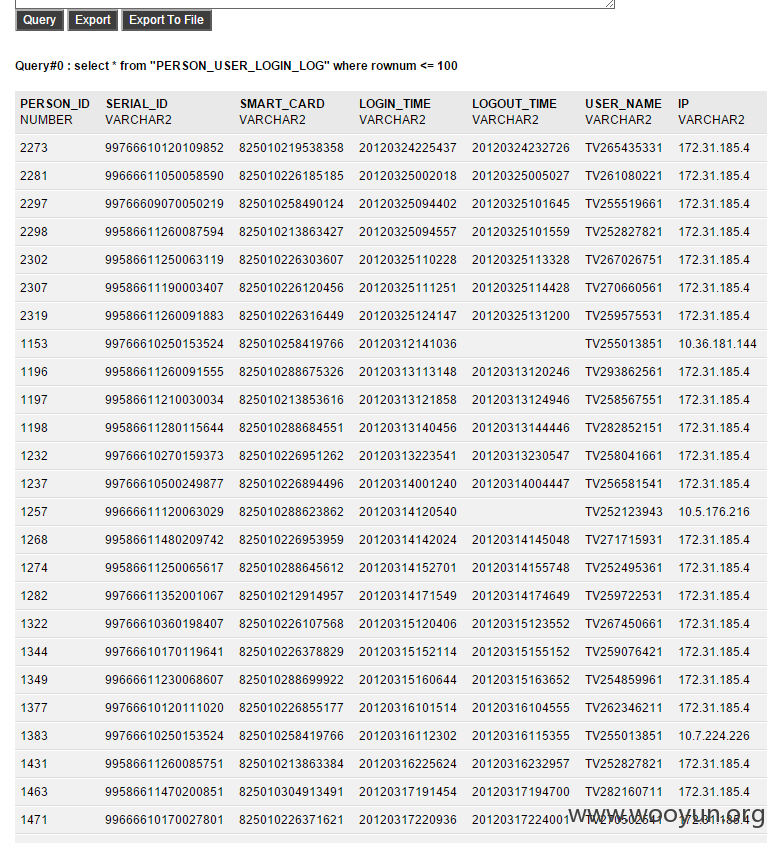 Query Export Export To File
Query#0 : select * from "PERSON_USER_LOGIN_LOG" where rownum <= 100
PERSON_ID SERIAL_ID SMART_CARD LOGIN_TIME LOGOUT_TIME USER_NAME IP
NUMBER VARCHAR2 VARCHAR2 VARCHAR2 VARCHAR2 VARCHAR2 VARCHAR2
2273 99766610120109852 825010219538358 20120324225437 20120324232726 TV265435331 172.31.185.4
2281 99666611050058590 825010226185185 20120325002018 20120325005027 TV261080221 172.31.185.4
2297 99766609070050219 825010258490124 20120325094402 20120325101645 TV255519661 172.31.185.4
2298 99586611260087594 825010213863427 20120325094557 20120325101559 TV252827821 172.31.185.4
2302 99586611250063119 825010226303607 20120325110228 20120325113328 TV267026751 172.31.185.4
2307 99586611190003407 825010226120456 20120325111251 20120325114428 TV270660561 172.31.185.4
2319 99586611260091883 825010226316449 20120325124147 20120325131200 TV259575531 172.31.185.4
1153 99766610250153524 825010258419766 20120312141036 TV255013851 10.36.181.144
1196 99586611260091555 825010288675326 20120313113148 20120313120246 TV293862561 172.31.185.4
1197 99586611210030034 825010213853616 20120313121858 20120313124946 TV258567551 172.31.185.4
1198 99586611280115644 825010288684551 20120313140456 20120313144446 TV282852151 172.31.185.4
1232 99766610270159373 825010226951262 20120313223541 20120313230547 TV258041661 172.31.185.4
1237 99766610500249877 825010226894496 20120314001240 20120314004447 TV256581541 172.31.185.4
1257 99666611120063029 825010288623862 20120314120540 TV252123943 10.5.176.216
1268 99586611480209742 825010226953959 20120314142024 20120314145048 TV271715931 172.31.185.4
1274 99586611250065617 825010288645612 20120314152701 20120314155748 TV252495361 172.31.185.4
1282 99766611352001067 825010212914957 20120314171549 20120314174649 TV259722531 172.31.185.4
1322 99766610360198407 825010226107568 20120315120406 20120315123552 TV267450661 172.31.185.4
1344 99766610170119641 825010226378829 20120315152114 20120315155152 TV259076421 172.31.185.4
1349 99666611230068607 825010288699922 20120315160644 20120315163652 TV254859961 172.31.185.4
1377 99766610120111020 825010226855177 20120316101514 20120316104555 TV262346211 172.31.185.4
1383 99766610250153524 825010258419766 20120316112302 20120316115355 TV255013851 10.7.224.226
1431 99586611260085751 825010213863384 20120316225624 20120316232957 TV252827821 172.31.185.4
1463 99586611470200851 825010304913491 20120317191454 20120317194700 TV282160711 172.31.185.4
1471 99666610170027801 825010226371621 20120317220936 20120317224001 TV270502541 172.31.185.4
www.wooyun.org